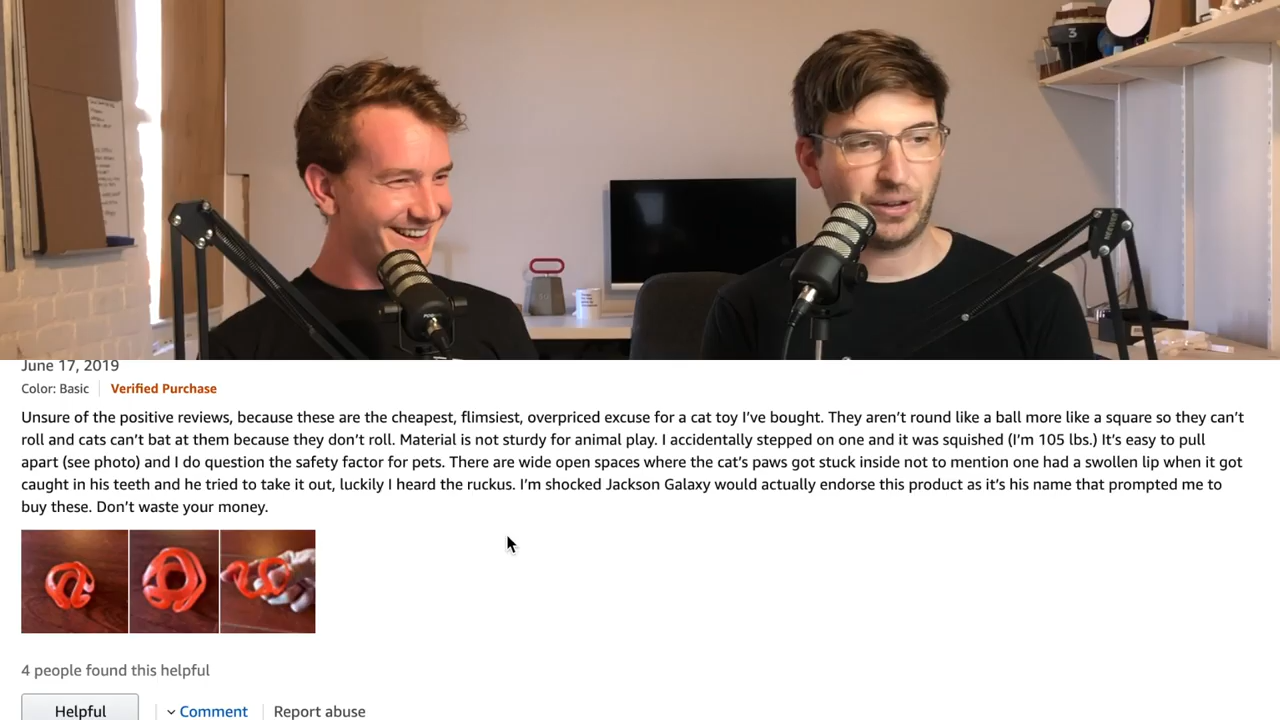 3
NEEWER
June 17, 2019
Color: Basic Verified Purchase
Unsure of the positive reviews, because these are the cheapest, flimsiest, overpriced excuse for a cat toy I’ve bought. They aren’t round like a ball more like a square so they can’t
roll and cats can’t bat at them because they don’t roll. Material is not sturdy for animal play. I accidentally stepped on one and it was squished (I’m 105 lbs.) It’s easy to pull
apart (see photo) and I do question the safety factor for pets. There are wide open spaces where the cat’s paws got stuck inside not to mention one had a swollen lip when it got
caught in his teeth and he tried to take it out, luckily I heard the ruckus. I’m shocked Jackson Galaxy would actually endorse this product as it’s his name that prompted me to
buy these. Don’t waste your money.
4 people found this helpful
Helpful
Comment
Report abuse